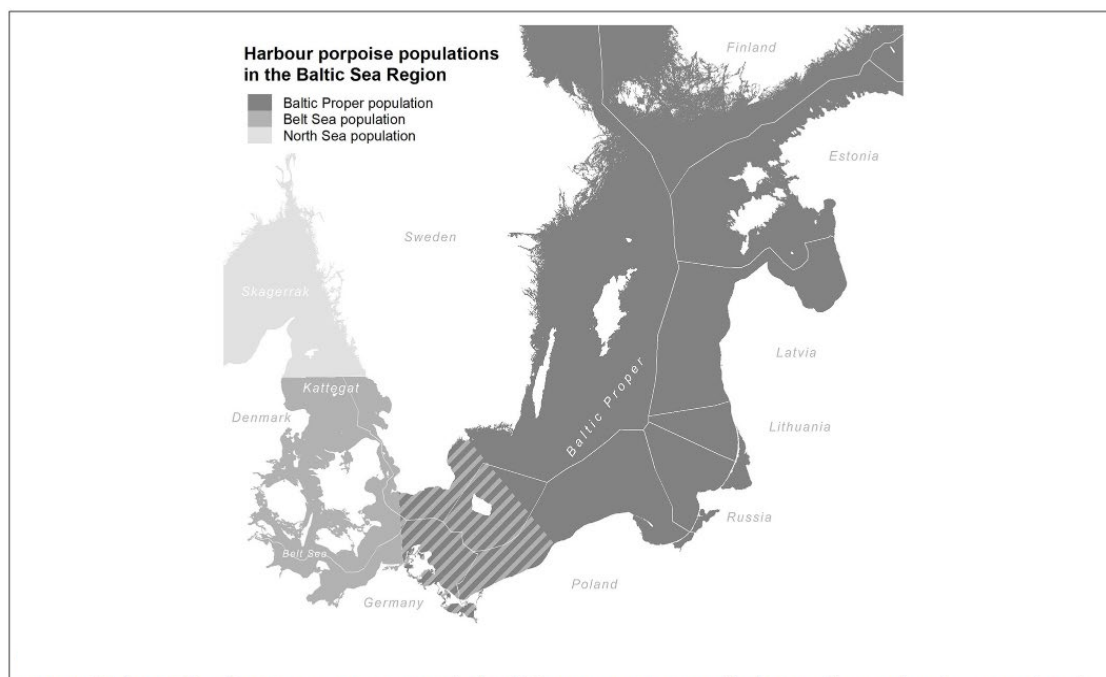 Harbour porpoise populations
in the Baltic Sea Region
Baltic Proper population
Belt Sea population
North Sea population
Finland
Estonia
Sweden
Skagerrak
Latvia
Kattegat
Baltic Proper
Denmark
Lithuania
Russia
Belt Sea
Poland
Germany